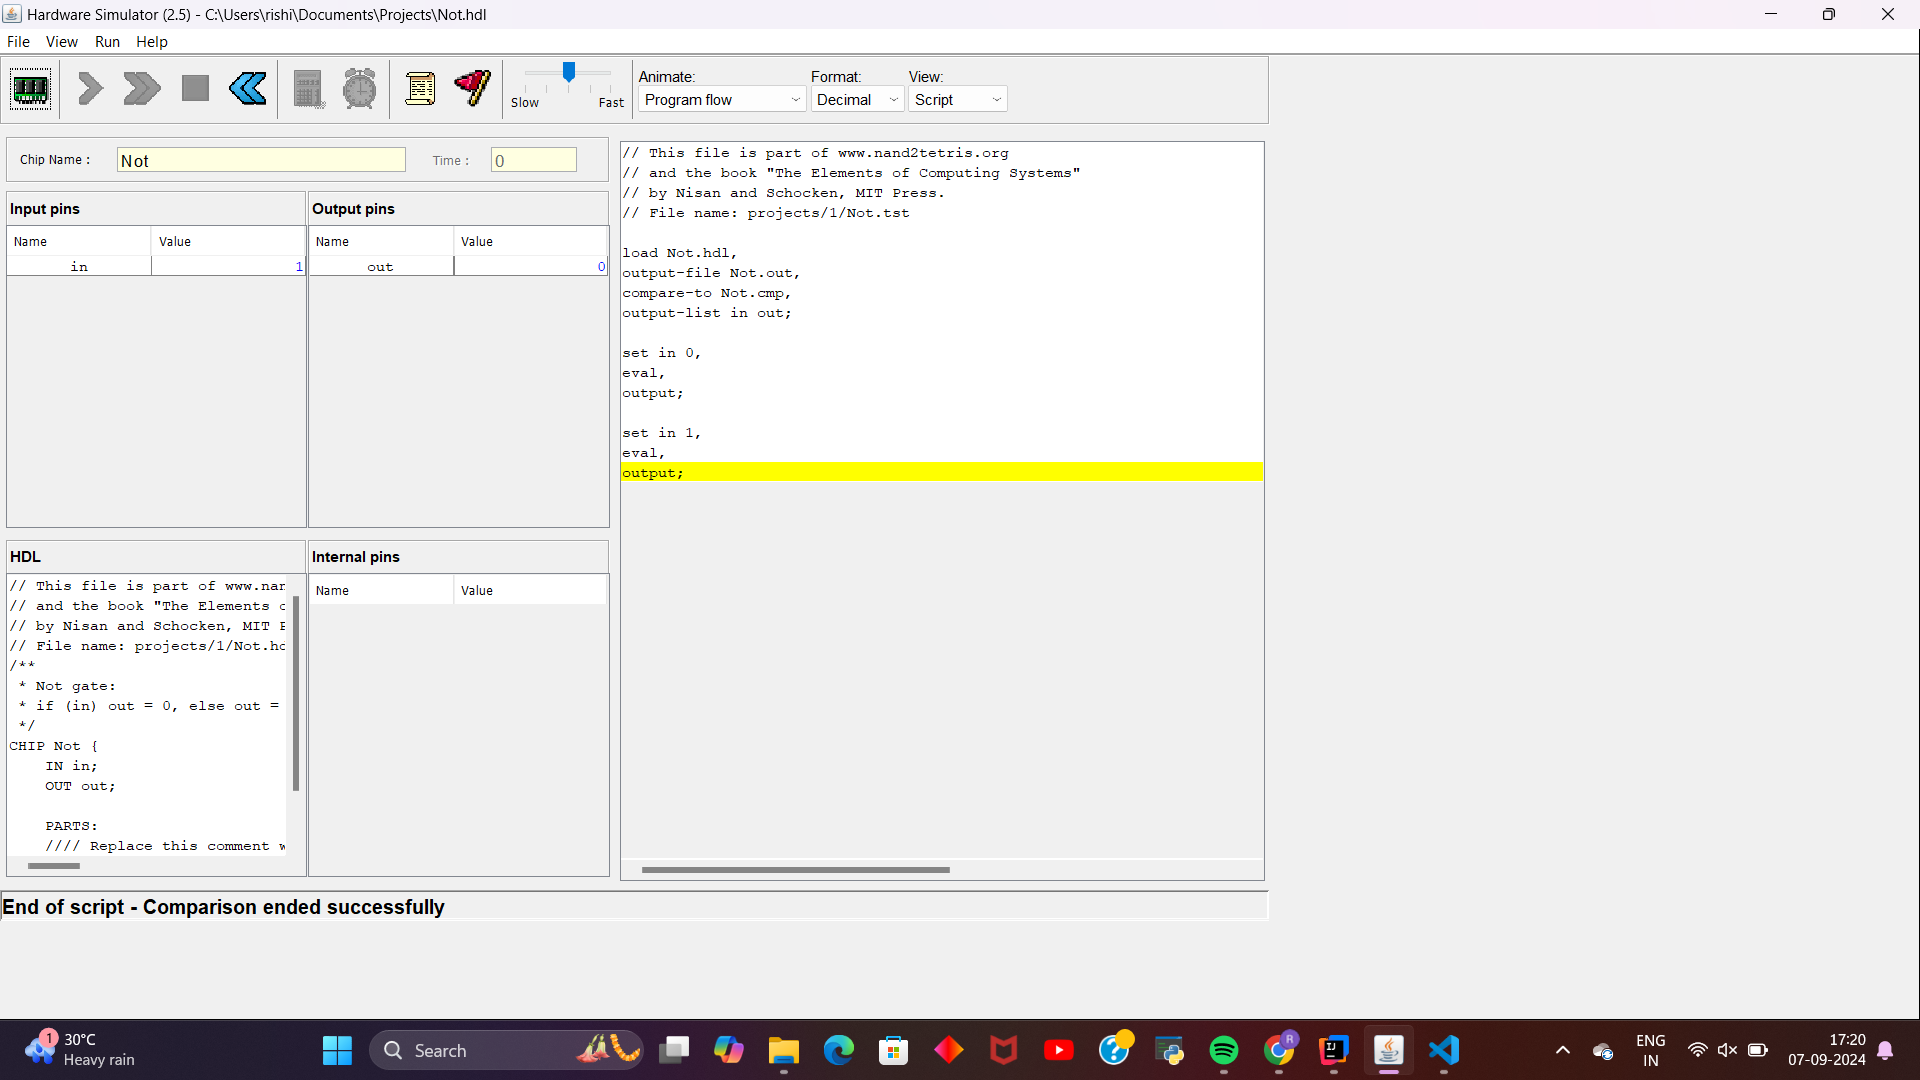 Hardware Simulator (2.5) - C:\Users\rishi\Documents\Projects\Not.hdl
File View Run Help
Slow Fast
Animate: Format: View:
Program flow Decimal Script
Chip Name : Not Time : 0
Input pins
Name Value
in 1
Output pins
Name Value
out 0
HDL
// This file is part of www.nan
// and the book "The Elements o
// by Nisan and Schocken, MIT P
// File name: projects/1/Not.hd
/**
* Not gate:
* if (in) out = 0, else out =
*/
CHIP Not {
IN in;
OUT out;
PARTS:
//// Replace this comment w
Internal pins
Name Value
// This file is part of www.nand2tetris.org
// and the book "The Elements of Computing Systems"
// by Nisan and Schocken, MIT Press.
// File name: projects/1/Not.tst
load Not.hdl,
output-file Not.out,
compare-to Not.cmp,
output-list in out;
set in 0,
eval,
output;
set in 1,
eval,
output;
End of script - Comparison ended successfully
1
30°C
Heavy rain
Search
R
IJ
ENG
IN
17:20
07-09-2024